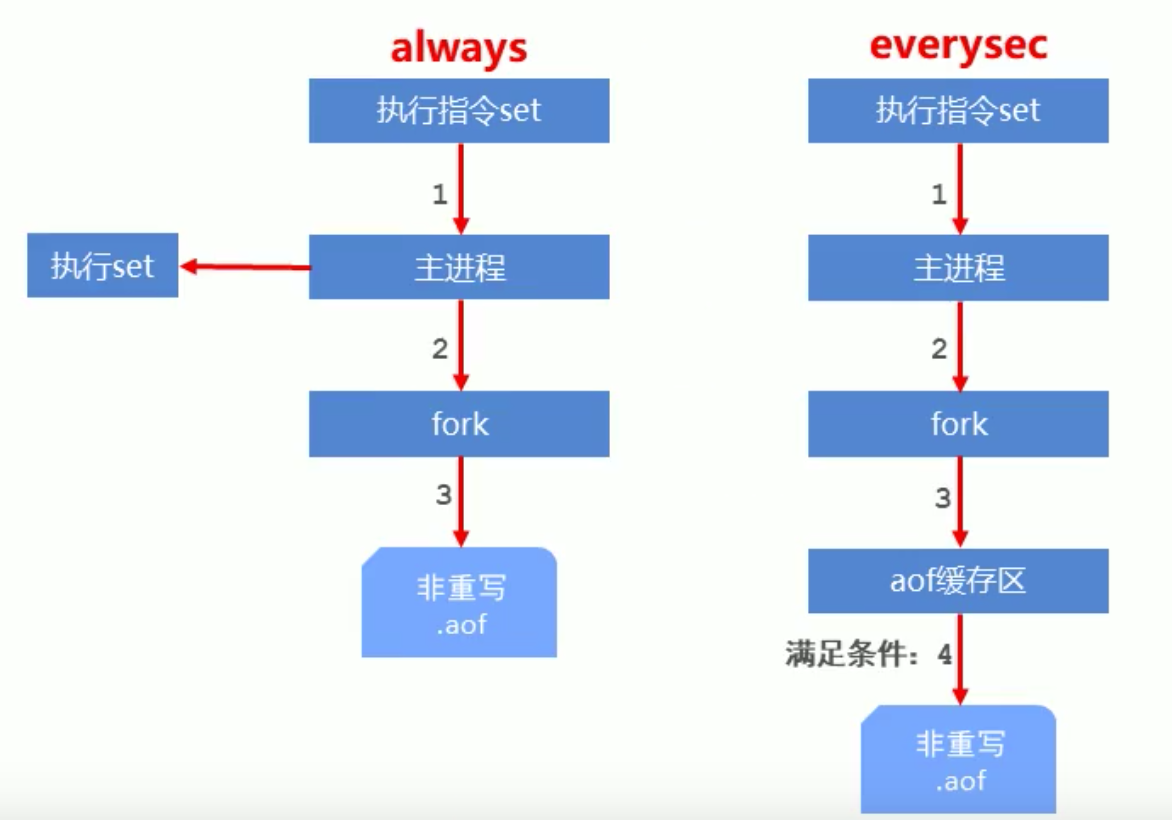 always
执行指令set
1
执行set
主进程
2
fork
3
非重写
.aof
everysec
执行指令set
1
主进程
2
fork
3
aof缓存区
满足条件：4
非重写
.aof